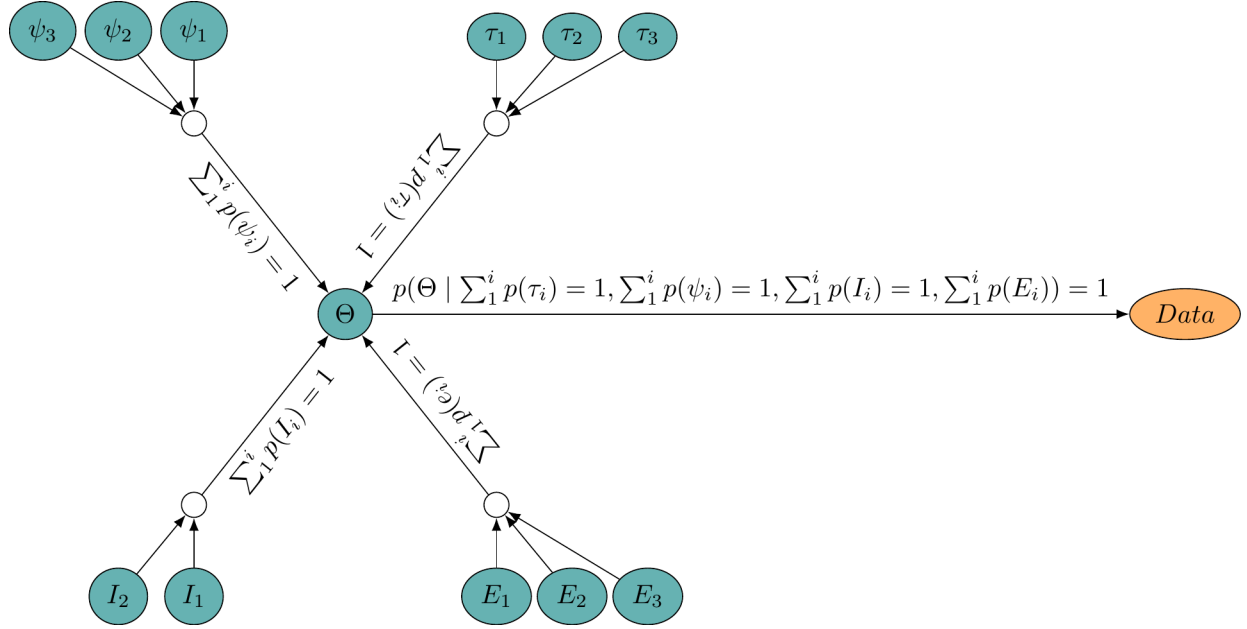 ψ₃ ψ₂ ψ₁ τ₁ τ₂ τ₃
∑₁ⁱ p(ψᵢ) = 1
∑₁ⁱ p(τᵢ) = 1
Θ
p(Θ | ∑₁ⁱ p(τᵢ) = 1, ∑₁ⁱ p(ψᵢ) = 1, ∑₁ⁱ p(Iᵢ) = 1, ∑₁ⁱ p(Eᵢ)) = 1
Data
∑₁ⁱ p(Iᵢ) = 1
∑₁ⁱ p(eᵢ) = 1
I₂ I₁ E₁ E₂ E₃